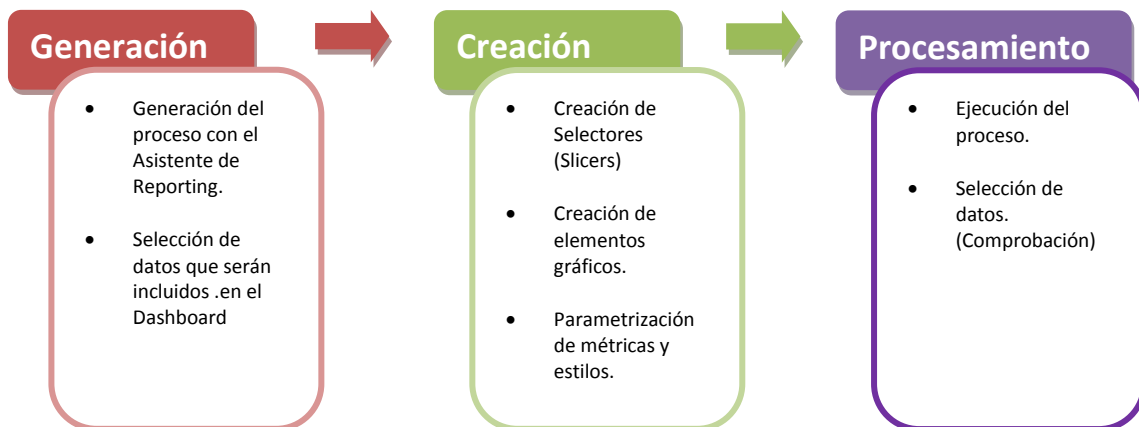 Generación
Generación del
proceso con el
Asistente de
Reporting.
Selección de
datos que serán
incluidos .en el
Dashboard
Creación
Creación de
Selectores
(Slicers)
Creación de
elementos
gráficos.
Parametrización
de métricas y
estilos.
Procesamiento
Ejecución del
proceso.
Selección de
datos.
(Comprobación)